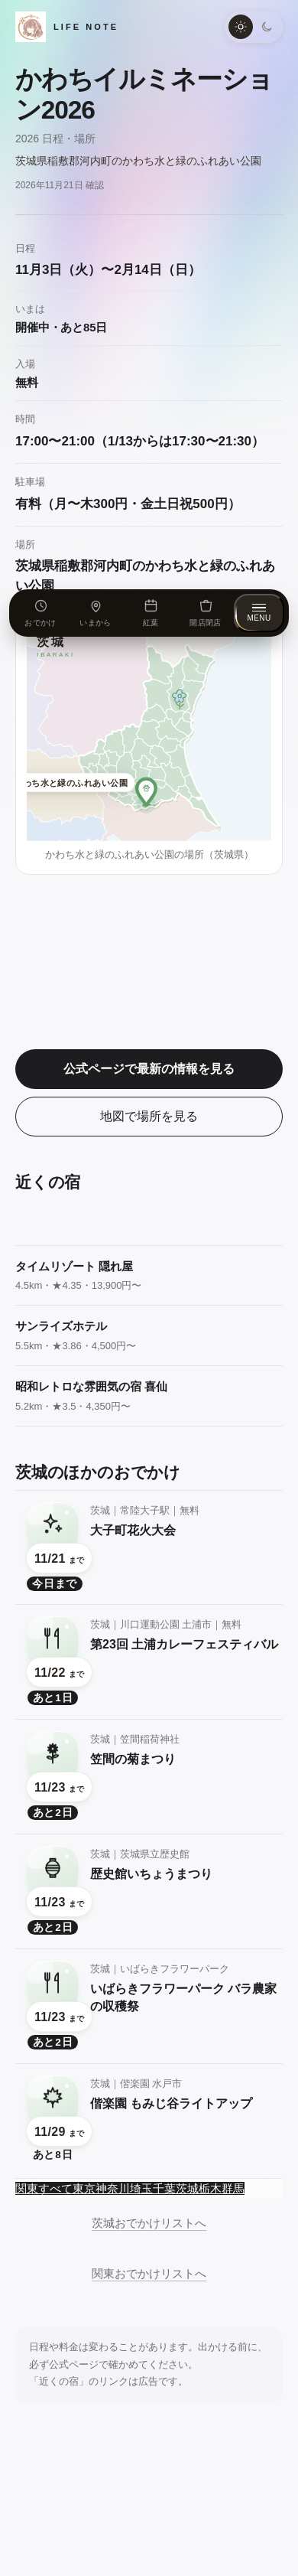 LIFE NOTE
かわちイルミネーショ
ン2026
2026 日程・場所
茨城県稲敷郡河内町のかわち水と緑のふれあい公園
2026年11月21日 確認
日程
11月3日（火）〜2月14日（日）
いまは
開催中・あと85日
入場
無料
時間
17:00〜21:00（1/13からは17:30〜21:30）
駐車場
有料（月〜木300円・金土日祝500円）
場所
茨城県稲敷郡河内町のかわち水と緑のふれあ
い公園
おでかけ
いまから
紅葉
開店閉店
MENU
茨城
IBARAKI
わち水と緑のふれあい公園
かわち水と緑のふれあい公園の場所（茨城県）
公式ページで最新の情報を見る
地図で場所を見る
近くの宿
タイムリゾート 隠れ屋
4.5km・★4.35・13,900円〜
サンライズホテル
5.5km・★3.86・4,500円〜
昭和レトロな雰囲気の宿 喜仙
5.2km・★3.5・4,350円〜
茨城のほかのおでかけ
茨城｜常陸大子駅｜無料
大子町花火大会
11/21 まで
今日まで
茨城｜川口運動公園 土浦市｜無料
第23回 土浦カレーフェスティバル
11/22 まで
あと1日
茨城｜笠間稲荷神社
笠間の菊まつり
11/23 まで
あと2日
茨城｜茨城県立歴史館
歴史館いちょうまつり
11/23 まで
あと2日
茨城｜いばらきフラワーパーク
いばらきフラワーパーク バラ農家
の収穫祭
11/23 まで
あと2日
茨城｜偕楽園 水戸市
偕楽園 もみじ谷ライトアップ
11/29 まで
あと8日
関東すべて東京神奈川埼玉千葉茨城栃木群馬
茨城おでかけリストへ
関東おでかけリストへ
日程や料金は変わることがあります。出かける前に、
必ず公式ページで確かめてください。
「近くの宿」のリンクは広告です。